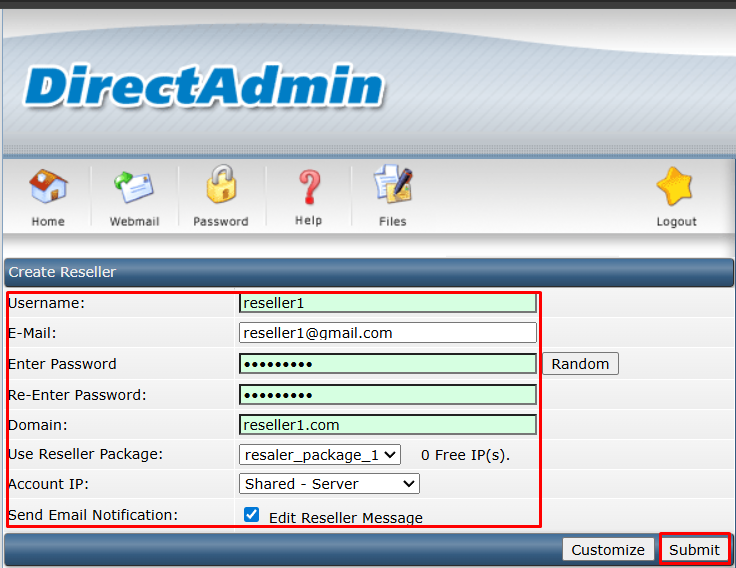 DirectAdmin
Home Webmail Password Help Files Logout
Create Reseller
Username: reseller1
E-Mail: reseller1@gmail.com
Enter Password ••••••••• Random
Re-Enter Password: •••••••••
Domain: reseller1.com
Use Reseller Package: resaler_package_1 0 Free IP(s).
Account IP: Shared - Server
Send Email Notification: Edit Reseller Message
Customize Submit